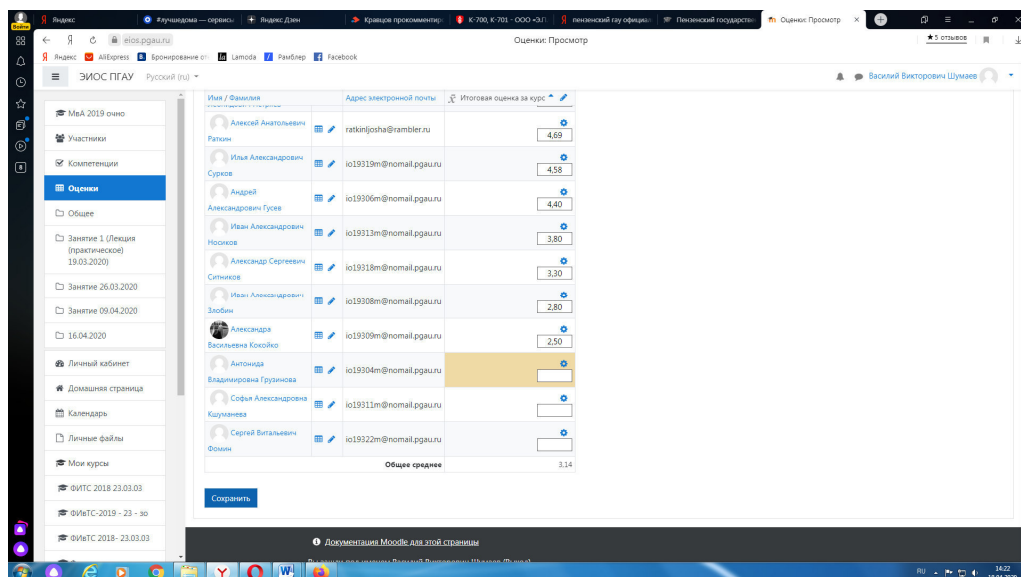 Войти
Яндекс
#лучшедома — сервисы
Яндекс Дзен
Кравцов прокомментиро
К-700, К-701 - ООО «Э.П.
пензенский гау официал
Пензенский государстве
Оценки: Просмотр
eios.pgau.ru
Оценки: Просмотр
★ 5 отзывов
Яндекс
AliExpress
Бронирование от
Lamoda
Рамблер
Facebook
ЭИОС ПГАУ
Русский (ru)
Василий Викторович Шумаев
МвА 2019 очно
Участники
Компетенции
Оценки
Общее
Занятие 1 (Лекция
(практическое)
19.03.2020)
Занятие 26.03.2020
Занятие 09.04.2020
16.04.2020
Личный кабинет
Домашняя страница
Календарь
Личные файлы
Мои курсы
ФИТС 2018 23.03.03
ФИвТС-2019 - 23 - зо
ФИвТС 2018- 23.03.03
Имя / Фамилия
Адрес электронной почты
Итоговая оценка за курс
Алексей Анатольевич
Раткин
ratkinljosha@rambler.ru
4,69
Илья Александрович
Сурков
io19319m@nomail.pgau.ru
4,58
Андрей
Александрович Гусев
io19306m@nomail.pgau.ru
4,40
Иван Александрович
Носиков
io19313m@nomail.pgau.ru
3,80
Александр Сергеевич
Ситников
io19318m@nomail.pgau.ru
3,30
Иван Александрович
Злобин
io19308m@nomail.pgau.ru
2,80
Александра
Васильевна Кокойко
io19309m@nomail.pgau.ru
2,50
Антонида
Владимировна Грузинова
io19304m@nomail.pgau.ru
Софья Александровна
Кшуманева
io19311m@nomail.pgau.ru
Сергей Витальевич
Фомин
io19322m@nomail.pgau.ru
Общее среднее
3,14
Сохранить
Документация Moodle для этой страницы
RU
14:22